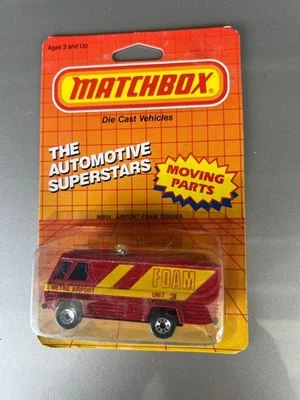 Ages 3 and Up
MATCHBOX
Die Cast Vehicles
THE
AUTOMOTIVE
SUPERSTARS
MOVING
PARTS
MB54 AIRPORT FOAM TENDER
FOAM
METRO AIRPORT
UNIT 3